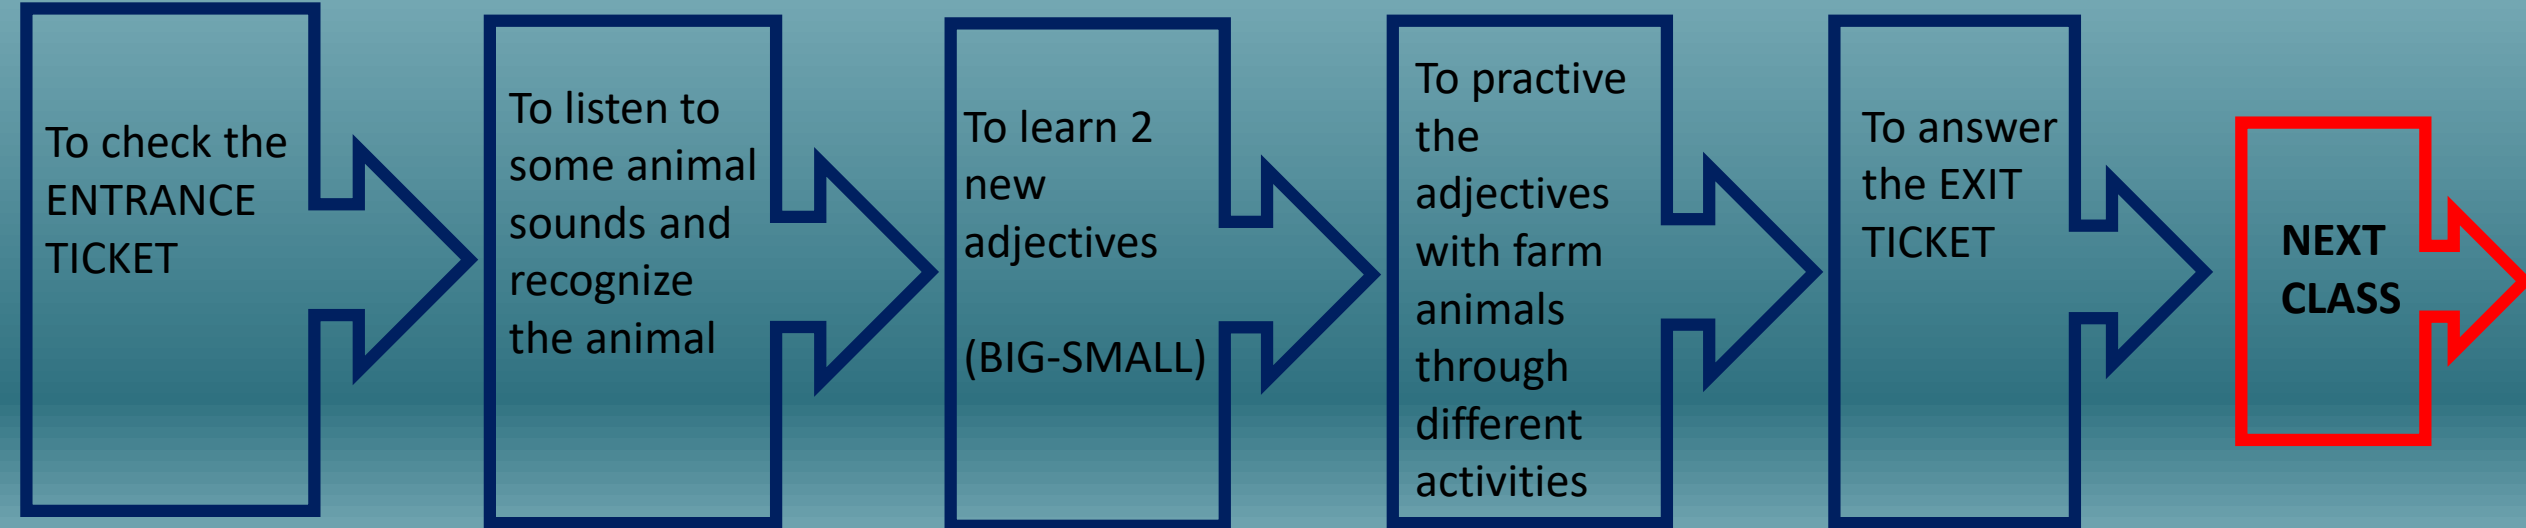 To check the
ENTRANCE
TICKET
To listen to
some animal
sounds and
recognize
the animal
To learn 2
new
adjectives
(BIG-SMALL)
To practive
the
adjectives
with farm
animals
through
different
activities
To answer
the EXIT
TICKET
NEXT
CLASS